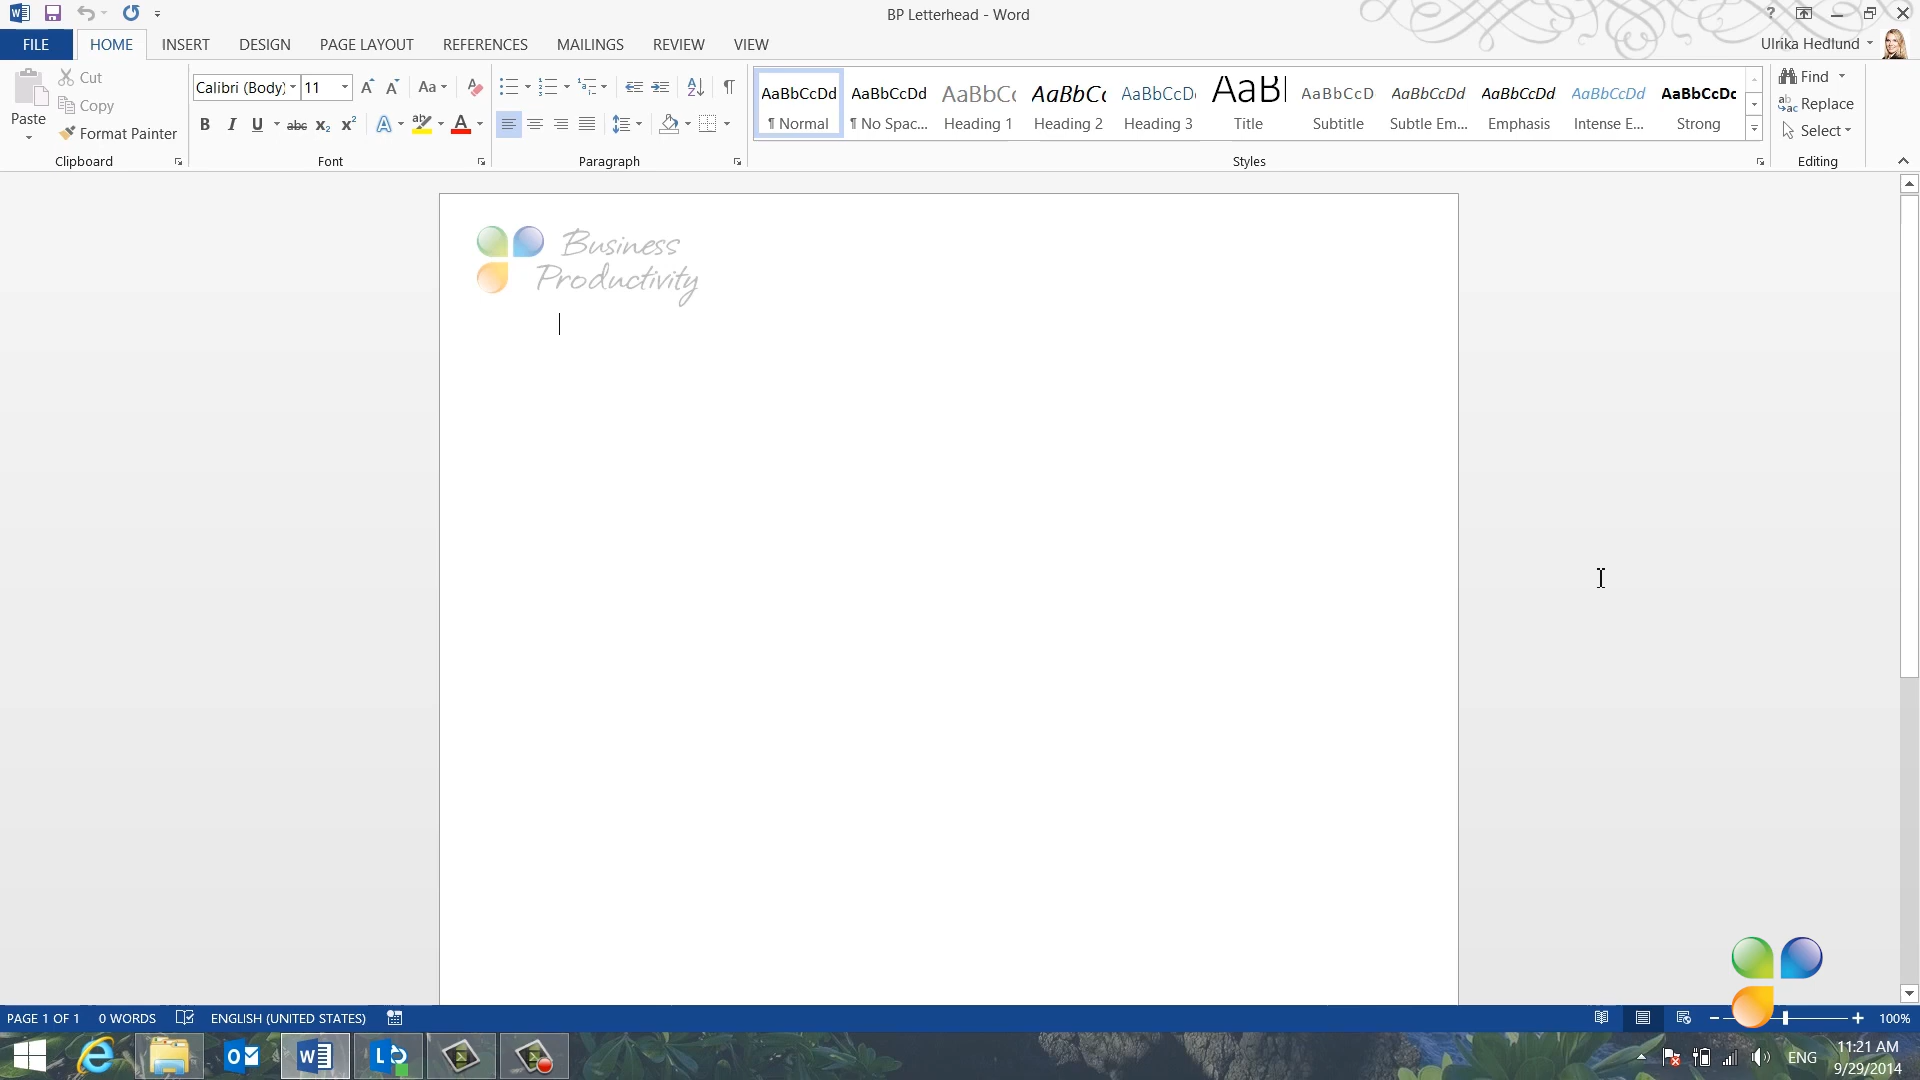 BP Letterhead - Word
?
FILE HOME INSERT DESIGN PAGE LAYOUT REFERENCES MAILINGS REVIEW VIEW
Ulrika Hedlund
Paste
Cut
Copy
Format Painter
Clipboard
Calibri (Body) 11
Aa
B I U abc X₂ X²
A A
Font
Paragraph
AaBbCcDd AaBbCcDd AaBbCc AaBbCc AaBbCcD AaB AaBbCcD AaBbCcDd AaBbCcDd AaBbCcDd AaBbCcDc
¶ Normal ¶ No Spac... Heading 1 Heading 2 Heading 3 Title Subtitle Subtle Em... Emphasis Intense E... Strong
Styles
Find
Replace
Select
Editing
Business
Productivity
PAGE 1 OF 1 0 WORDS ENGLISH (UNITED STATES)
100%
ENG
11:21 AM
9/29/2014